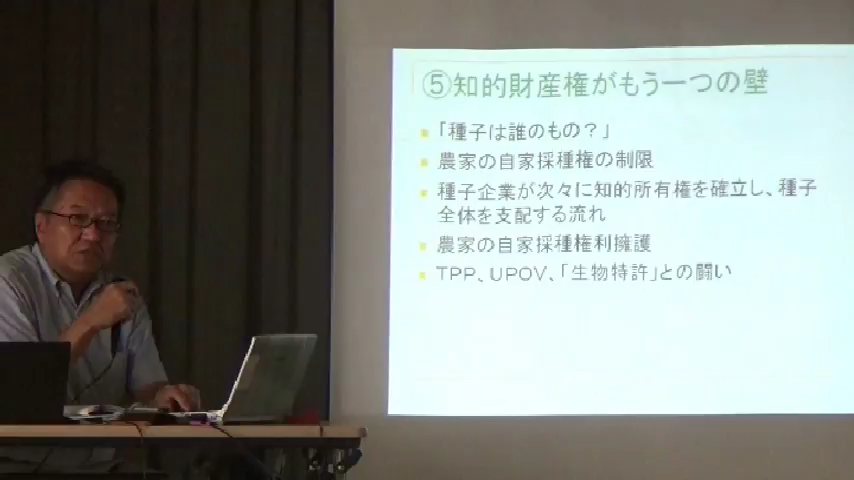 ⑤知的財産権がもう一つの壁
「種子は誰のもの？」
農家の自家採種権の制限
種子企業が次々に知的所有権を確立し、種子
全体を支配する流れ
農家の自家採種権利擁護
TPP、UPOV、「生物特許」との闘い